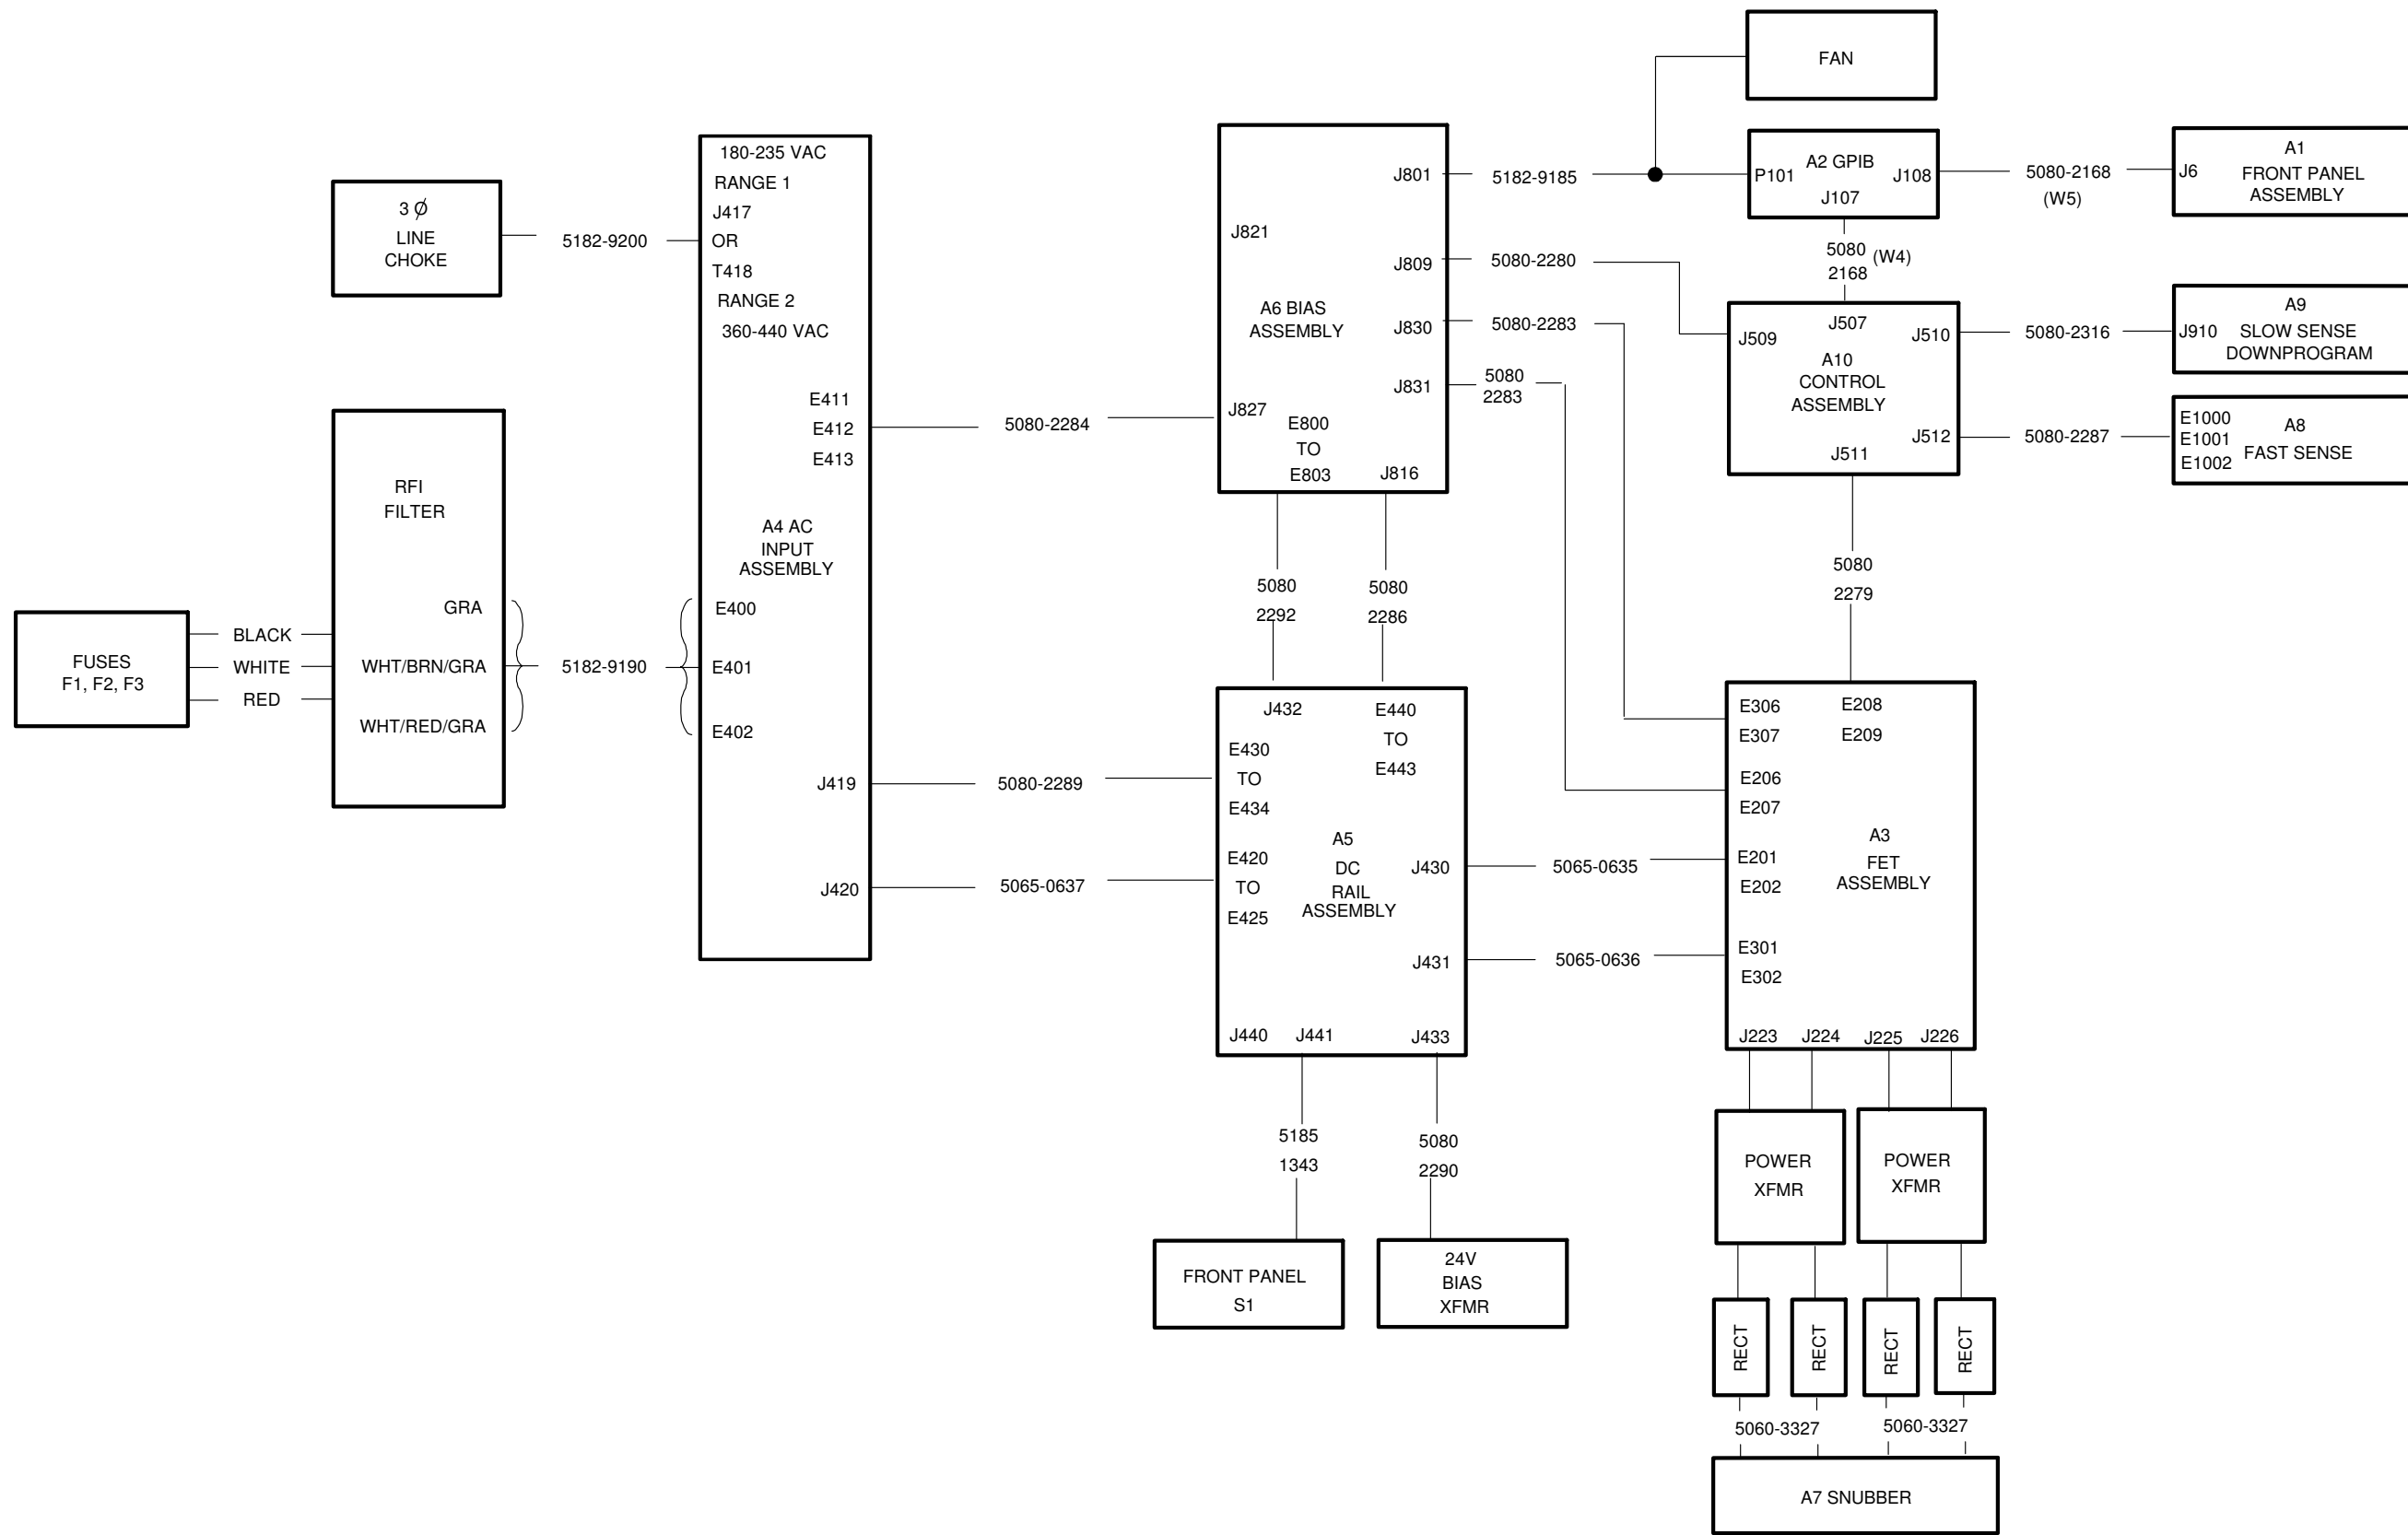 FAN
A2 GPIB
P101
J108
J107
5080-2168
(W5)
A1
J6
FRONT PANEL
ASSEMBLY
180-235 VAC
RANGE 1
J417
OR
T418
RANGE 2
360-440 VAC
E411
E412
E413
A4 AC
INPUT
ASSEMBLY
E400
E401
E402
J419
J420
3 Ø
LINE
CHOKE
5182-9200
RFI
FILTER
GRA
WHT/BRN/GRA
WHT/RED/GRA
5182-9190
FUSES
F1, F2, F3
BLACK
WHITE
RED
5080-2284
5080-2289
5065-0637
J801
J821
J809
A6 BIAS
ASSEMBLY
J830
J831
J827
E800
TO
E803
J816
5182-9185
5080-2280
5080-2283
5080
2283
5080
2168
(W4)
J507
J509
J510
A10
CONTROL
ASSEMBLY
J512
J511
5080-2316
A9
J910
SLOW SENSE
DOWNPROGRAM
5080-2287
E1000
E1001
E1002
A8
FAST SENSE
5080
2292
5080
2286
5080
2279
J432
E440
TO
E443
E430
TO
E434
E420
TO
E425
A5
DC
RAIL
ASSEMBLY
J430
J431
J440
J441
J433
5065-0635
5065-0636
E306
E307
E208
E209
E206
E207
E201
E202
E301
E302
A3
FET
ASSEMBLY
J223
J224
J225
J226
5185
1343
5080
2290
FRONT PANEL
S1
24V
BIAS
XFMR
POWER
XFMR
POWER
XFMR
RECT
RECT
RECT
RECT
5060-3327
5060-3327
A7 SNUBBER